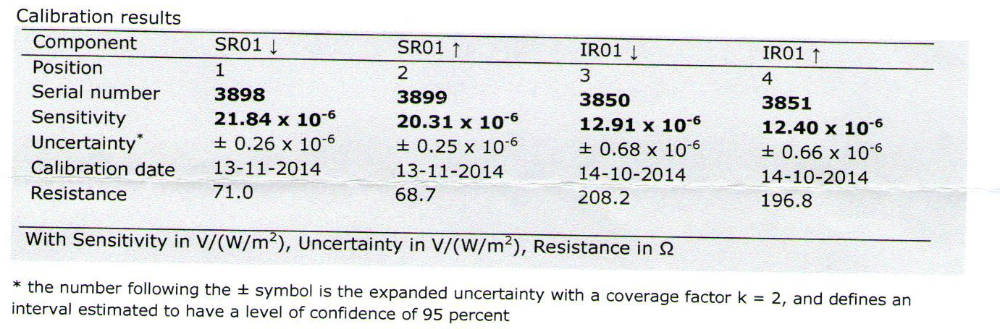 Calibration results
Component SR01 ↓ SR01 ↑ IR01 ↓ IR01 ↑
Position 1 2 3 4
Serial number 3898 3899 3850 3851
Sensitivity 21.84 x 10⁻⁶ 20.31 x 10⁻⁶ 12.91 x 10⁻⁶ 12.40 x 10⁻⁶
Uncertainty* ± 0.26 x 10⁻⁶ ± 0.25 x 10⁻⁶ ± 0.68 x 10⁻⁶ ± 0.66 x 10⁻⁶
Calibration date 13-11-2014 13-11-2014 14-10-2014 14-10-2014
Resistance 71.0 68.7 208.2 196.8
With Sensitivity in V/(W/m²), Uncertainty in V/(W/m²), Resistance in Ω
* the number following the ± symbol is the expanded uncertainty with a coverage factor k = 2, and defines an
interval estimated to have a level of confidence of 95 percent